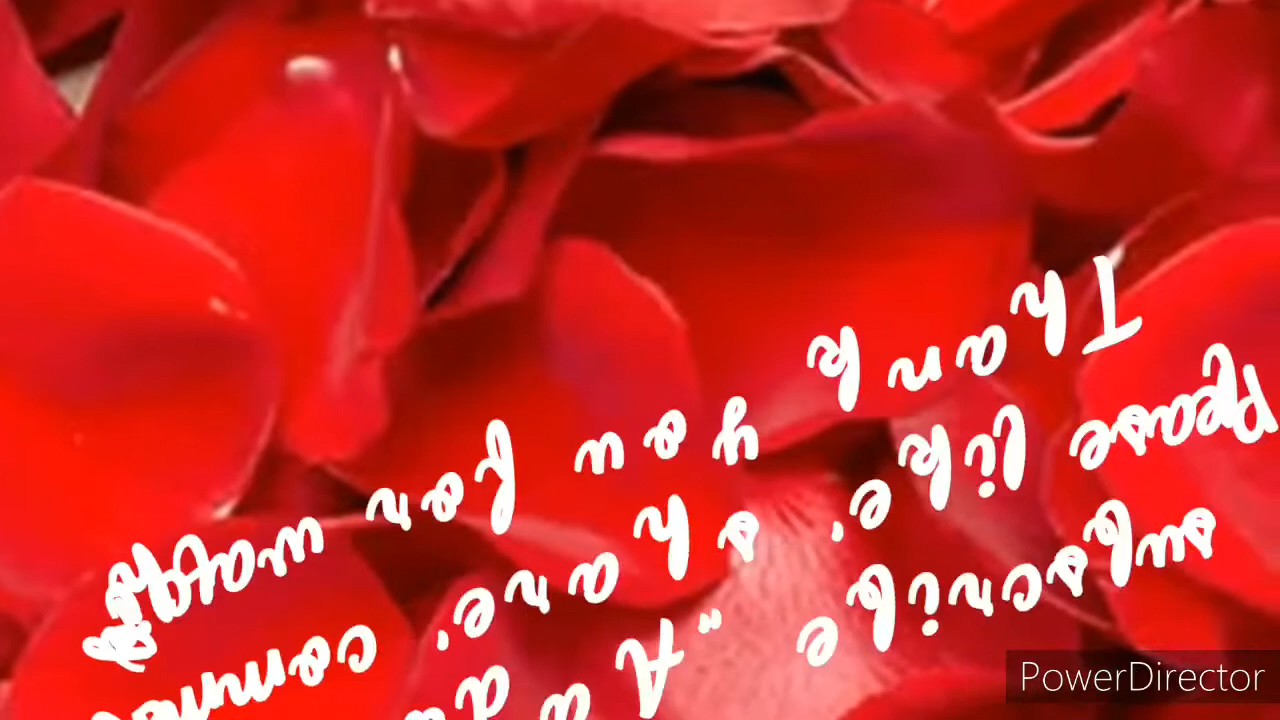 Thank you for watching
Please like, share, comment
subscribe "A